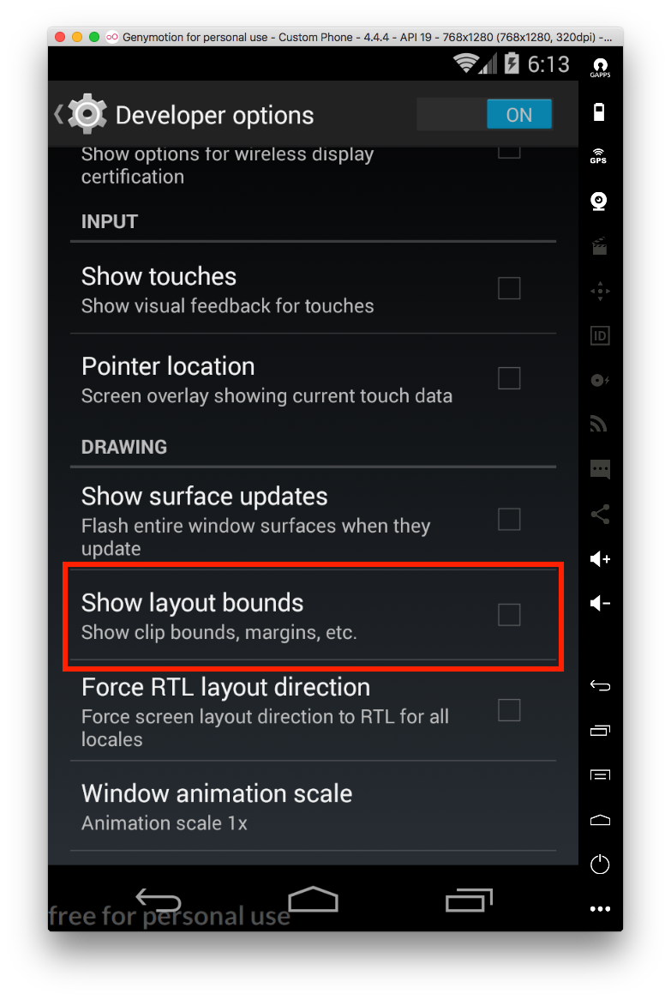 Genymotion for personal use - Custom Phone - 4.4.4 - API 19 - 768x1280 (768x1280, 320dpi) -...
6:13
GAPPS
Developer options
ON
GPS
Show options for wireless display
certification
INPUT
Show touches
Show visual feedback for touches
ID
Pointer location
Screen overlay showing current touch data
DRAWING
Show surface updates
Flash entire window surfaces when they
update
Show layout bounds
Show clip bounds, margins, etc.
Force RTL layout direction
Force screen layout direction to RTL for all
locales
Window animation scale
Animation scale 1x
free for personal use